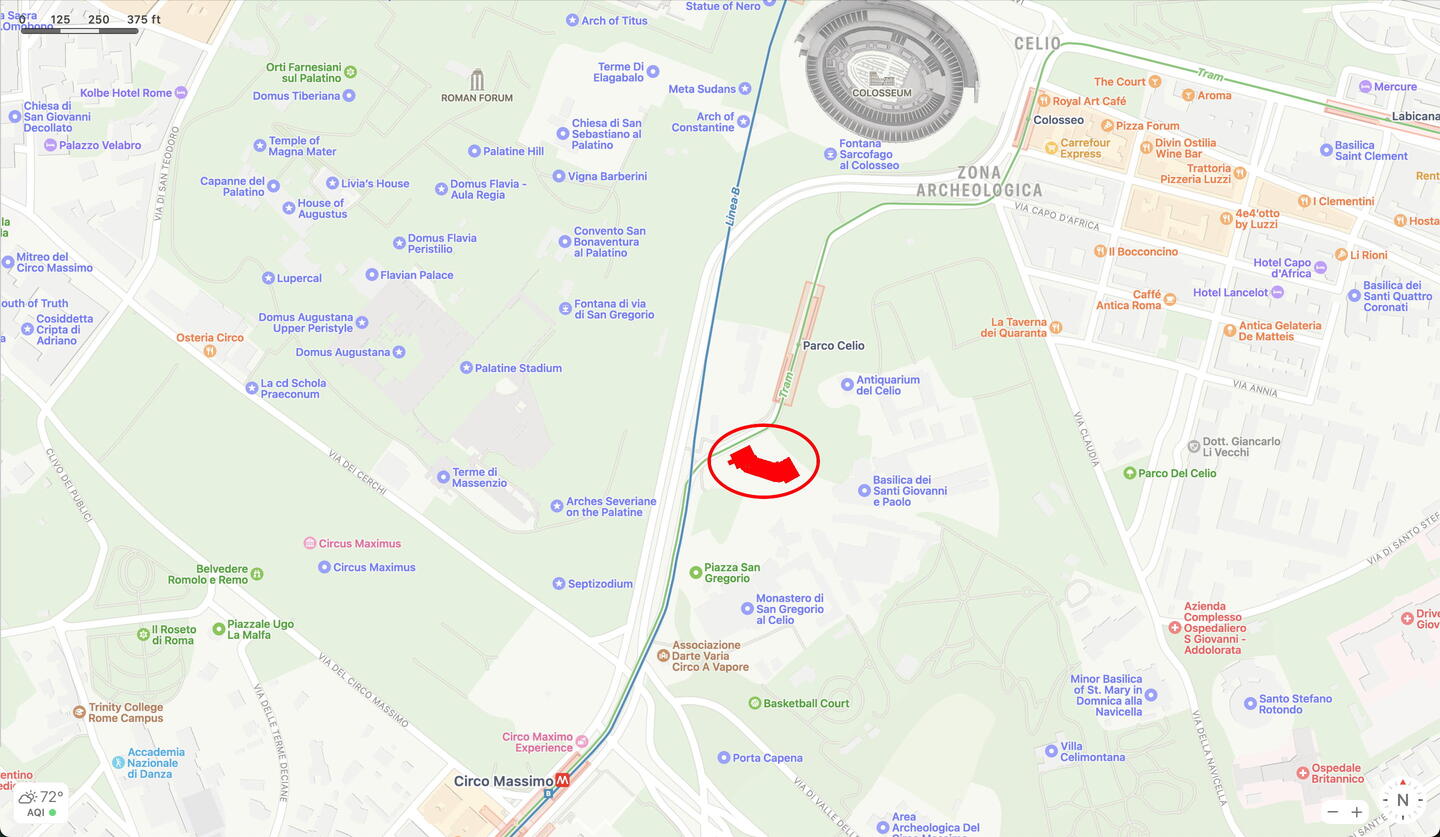 0 125 250 375 ft
a Sacra
Omobono
Arch of Titus
Statue of Nero
CELIO
Tram
Orti Farnesiani
sul Palatino
Domus Tiberiana
Kolbe Hotel Rome
ROMAN FORUM
Terme Di
Elagabalo
Meta Sudans
COLOSSEUM
The Court
Aroma
Mercure
Royal Art Café
Colosseo
Labicana
Chiesa di
San Giovanni
Decollato
Palazzo Velabro
Temple of
Magna Mater
Palatine Hill
Chiesa di San
Sebastiano al
Palatino
Arch of
Constantine
Fontana
Sarcofago
al Colosseo
Pizza Forum
Carrefour
Express
Divin Ostilia
Wine Bar
Basilica
Saint Clement
Trattoria
Pizzeria Luzzi
Rent
VIA DI SAN TEODORO
Capanne del
Palatino
Livia's House
House of
Augustus
Domus Flavia -
Aula Regia
Vigna Barberini
Linea B
ZONA
ARCHEOLOGICA
VIA CAPO D'AFRICA
I Clementini
4e4'otto
by Luzzi
Hosta
la
la
Mitreo del
Circo Massimo
Domus Flavia
Peristilio
Convento San
Bonaventura
al Palatino
Il Bocconcino
Li Rioni
Hotel Capo
d'Africa
Lupercal
Flavian Palace
Hotel Lancelot
Caffé
Antica Roma
Basilica dei
Santi Quattro
Coronati
outh of Truth
Cosiddetta
Cripta di
Adriano
a
Osteria Circo
Domus Augustana
Upper Peristyle
Domus Augustana
Fontana di via
di San Gregorio
La Taverna
dei Quaranta
Antica Gelateria
De Matteis
Parco Celio
Tram
La cd Schola
Praeconum
Palatine Stadium
Antiquarium
del Celio
VIA ANNIA
VIA CLAUDIA
CLIVO DEI PUBLICI
VIA DEI CERCHI
Terme di
Massenzio
Arches Severiane
on the Palatine
Basilica dei
Santi Giovanni
e Paolo
Dott. Giancarlo
Li Vecchi
Parco Del Celio
VIA DI SANTO STEF
Circus Maximus
Circus Maximus
Belvedere
Romolo e Remo
Septizodium
Piazza San
Gregorio
Monastero di
San Gregorio
al Celio
Azienda
Complesso
Ospedaliero
S Giovanni -
Addolorata
Drive
Giov
Il Roseto
di Roma
Piazzale Ugo
La Malfa
Associazione
Darte Varia
Circo A Vapore
VIA DEL CIRCO MASSIMO
VIA DELLE TERME DECIANE
Basketball Court
Minor Basilica
of St. Mary in
Domnica alla
Navicella
Santo Stefano
Rotondo
VIA DELLA NAVICELLA
Trinity College
Rome Campus
Accademia
Nazionale
di Danza
Circo Maximo
Experience
Porta Capena
Villa
Celimontana
Ospedale
Britannico
Circo Massimo
M
B
VIA DI VALLE DELLE
Area
Archeologica Del
entino
72°
AQI
N